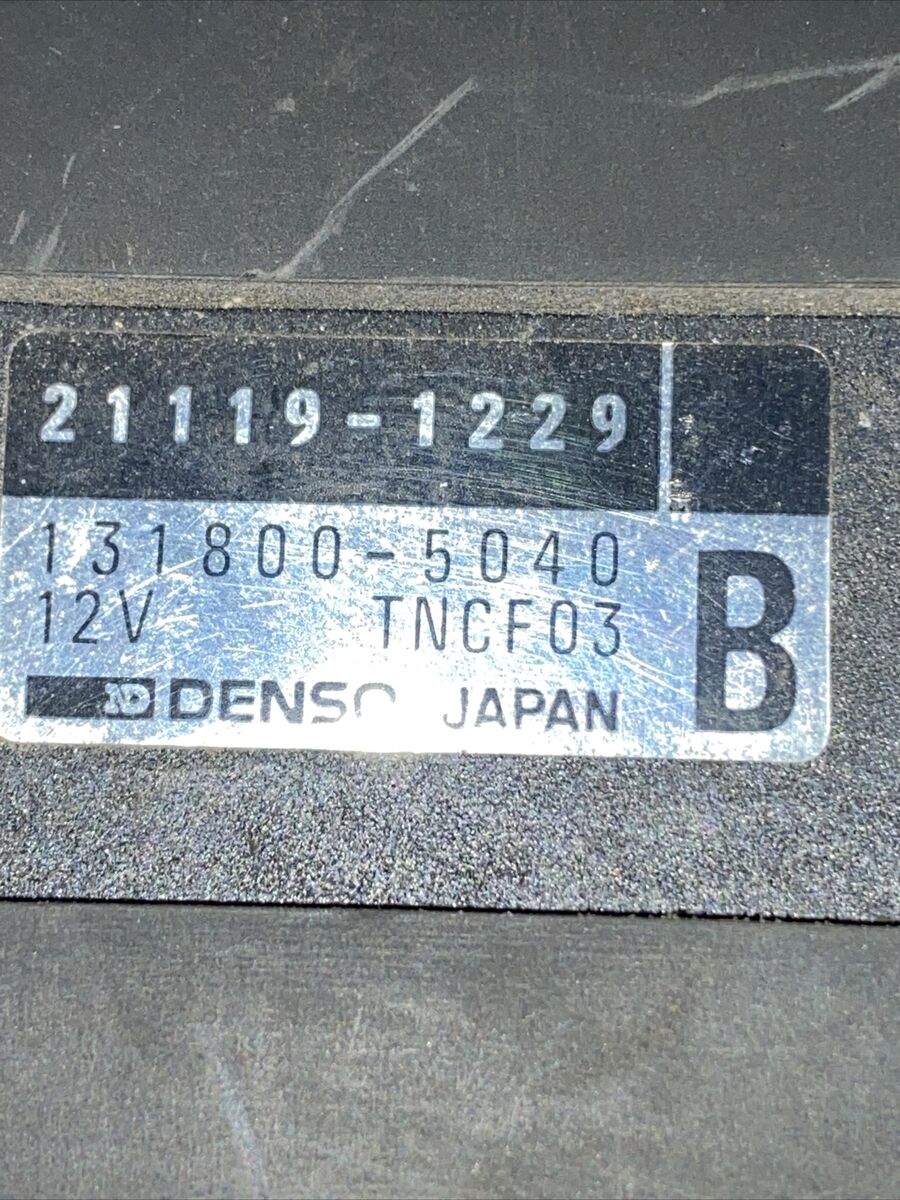 21119-1229
131800-5040
12V TNCF03
DENSO JAPAN
B